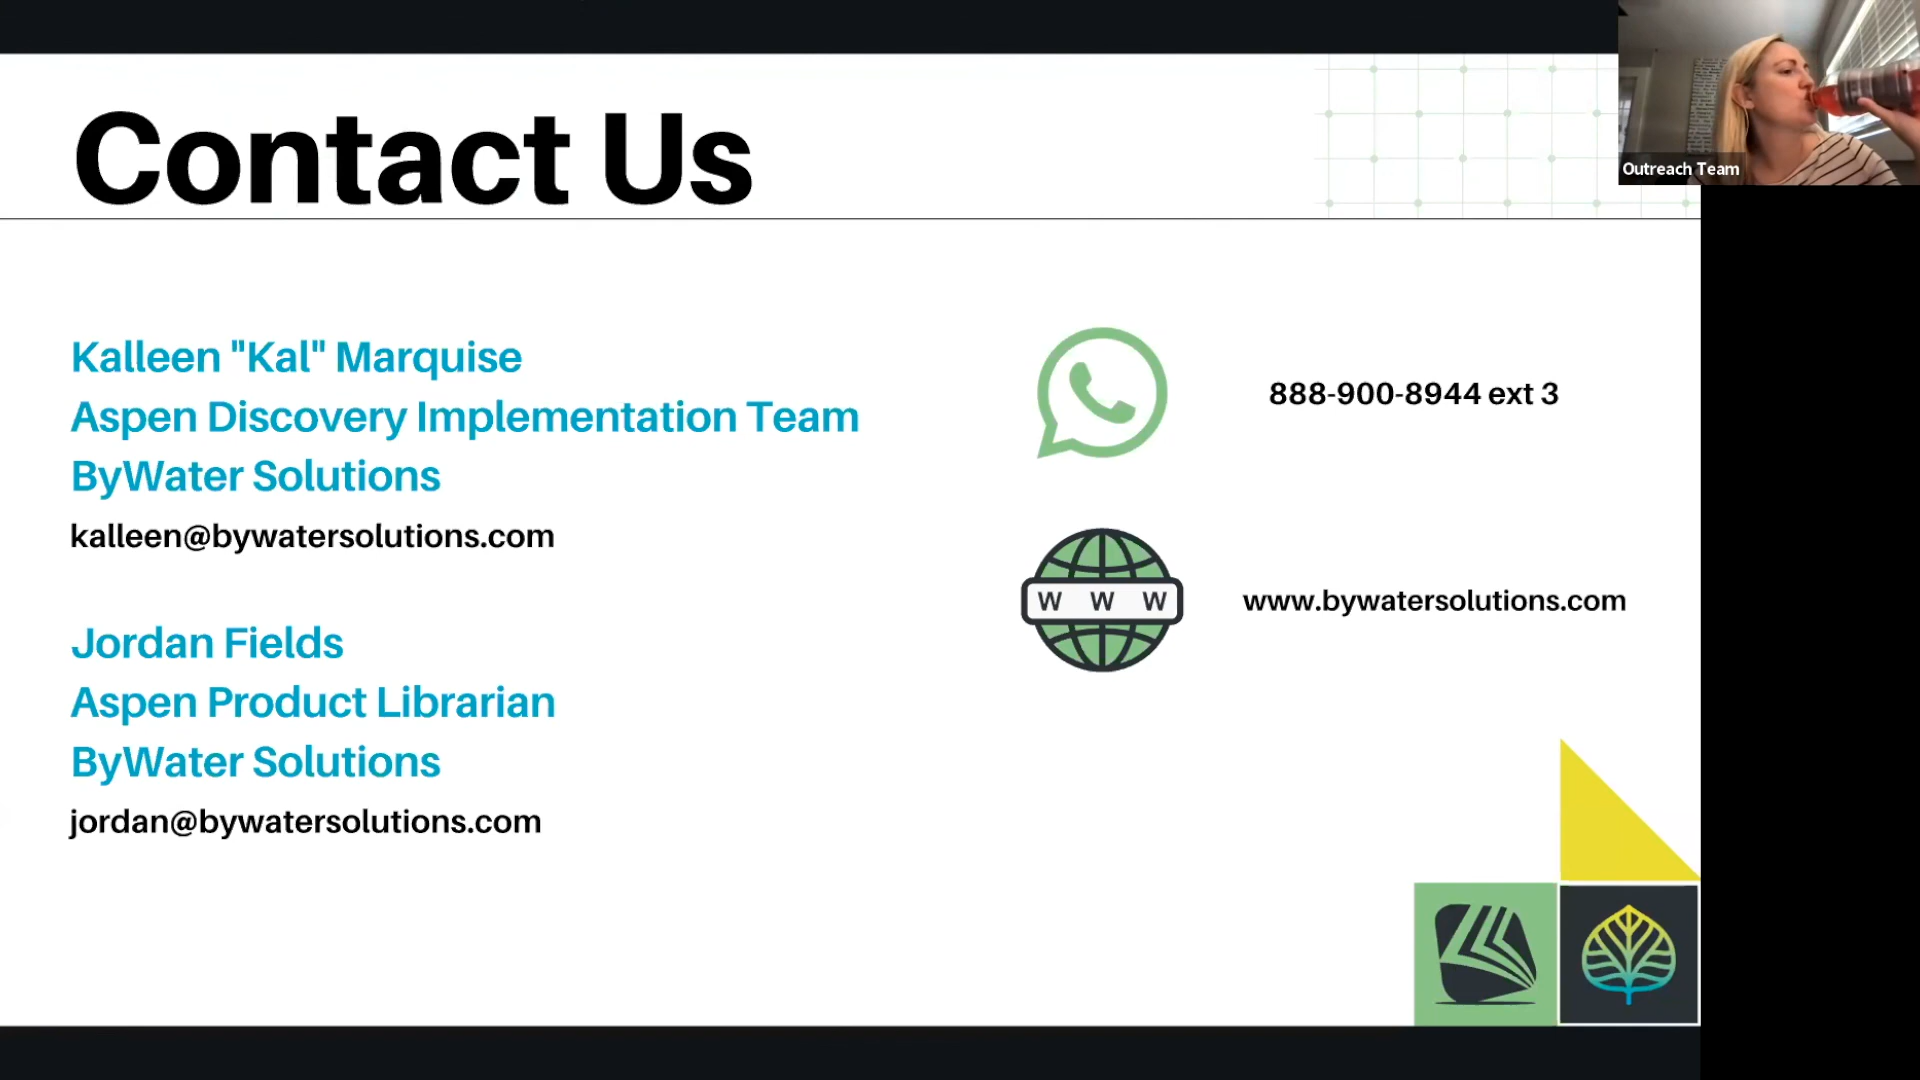 Contact Us
Outreach Team
Kalleen "Kal" Marquise
Aspen Discovery Implementation Team
ByWater Solutions
kalleen@bywatersolutions.com
888-900-8944 ext 3
W W W
www.bywatersolutions.com
Jordan Fields
Aspen Product Librarian
ByWater Solutions
jordan@bywatersolutions.com